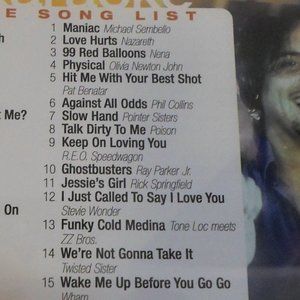 E SONG LIST
1 Maniac Michael Sembello
2 Love Hurts Nazareth
3 99 Red Balloons Nena
4 Physical Olivia Newton John
5 Hit Me With Your Best Shot
Pat Benatar
6 Against All Odds Phil Collins
7 Slow Hand Pointer Sisters
8 Talk Dirty To Me Poison
9 Keep On Loving You
R.E.O. Speedwagon
10 Ghostbusters Ray Parker Jr.
11 Jessie's Girl Rick Springfield
12 I Just Called To Say I Love You
Stevie Wonder
13 Funky Cold Medina Tone Loc meets
ZZ Bros.
14 We're Not Gonna Take It
Twisted Sister
15 Wake Me Up Before You Go Go
Wham
h
t Me?
On